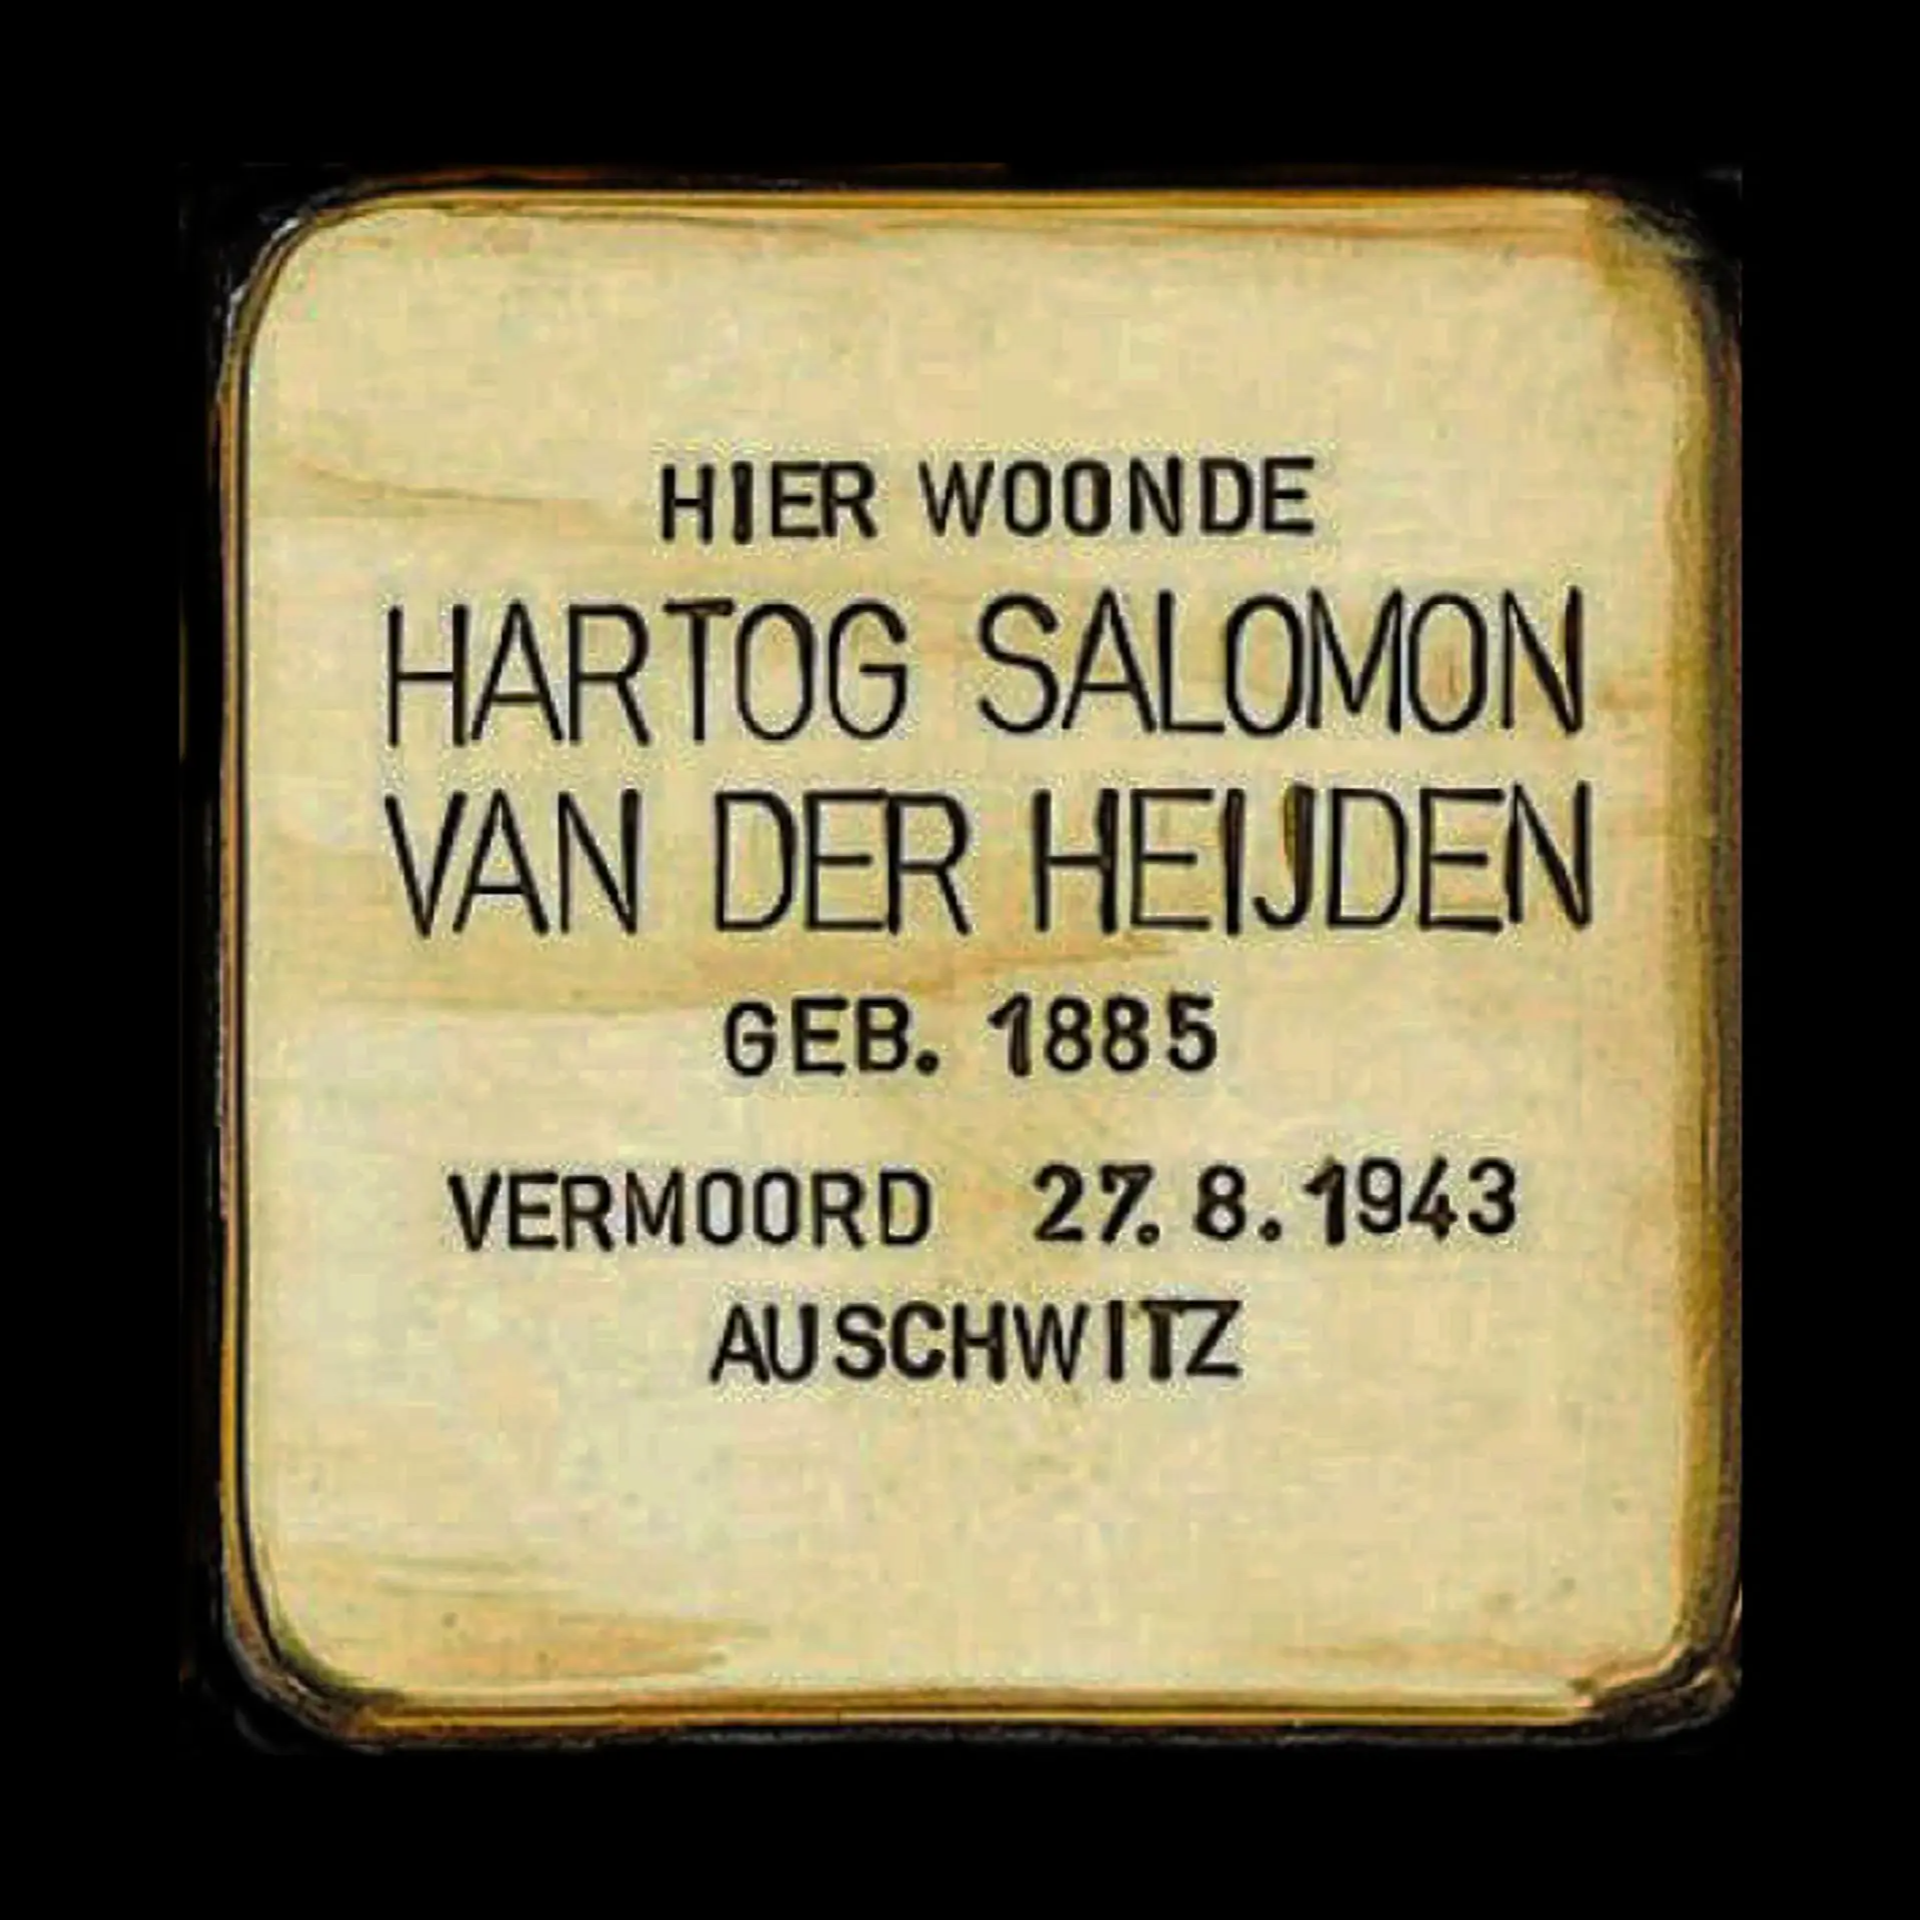 HIER WOONDE
HARTOG SALOMON
VAN DER HEIJDEN
GEB. 1885
VERMOORD 27.8.1943
AUSCHWITZ